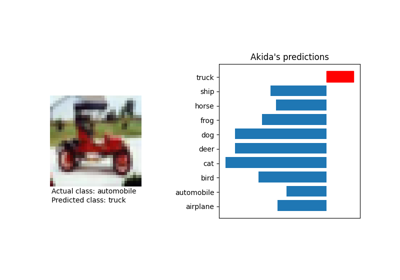 Akida's predictions
truck
ship
horse
frog
dog
deer
cat
bird
automobile
airplane
Actual class: automobile
Predicted class: truck